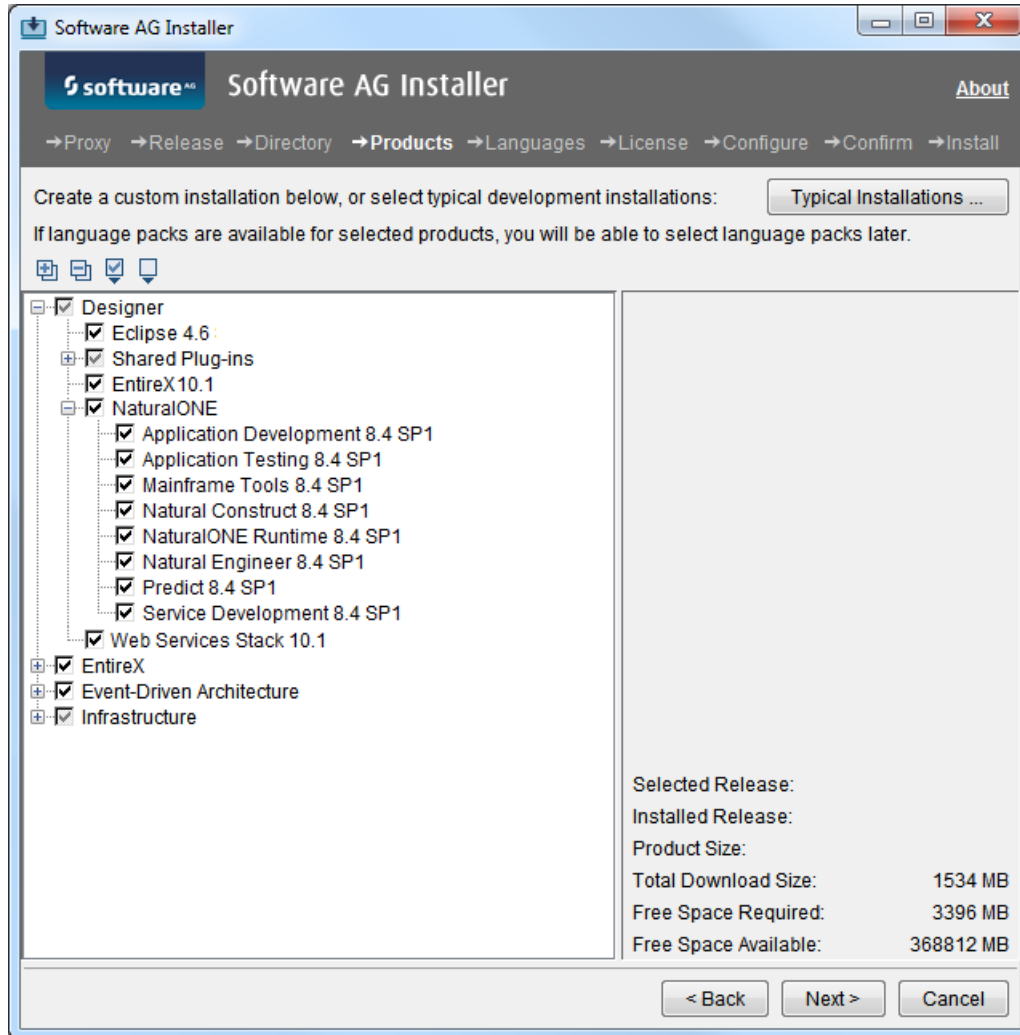 Software AG Installer
software AG Software AG Installer About
→Proxy →Release →Directory →Products →Languages →License →Configure →Confirm →Install
Create a custom installation below, or select typical development installations: Typical Installations ...
If language packs are available for selected products, you will be able to select language packs later.
Designer
Eclipse 4.6
Shared Plug-ins
EntireX10.1
NaturalONE
Application Development 8.4 SP1
Application Testing 8.4 SP1
Mainframe Tools 8.4 SP1
Natural Construct 8.4 SP1
NaturalONE Runtime 8.4 SP1
Natural Engineer 8.4 SP1
Predict 8.4 SP1
Service Development 8.4 SP1
Web Services Stack 10.1
EntireX
Event-Driven Architecture
Infrastructure
Selected Release:
Installed Release:
Product Size:
Total Download Size: 1534 MB
Free Space Required: 3396 MB
Free Space Available: 368812 MB
< Back Next > Cancel